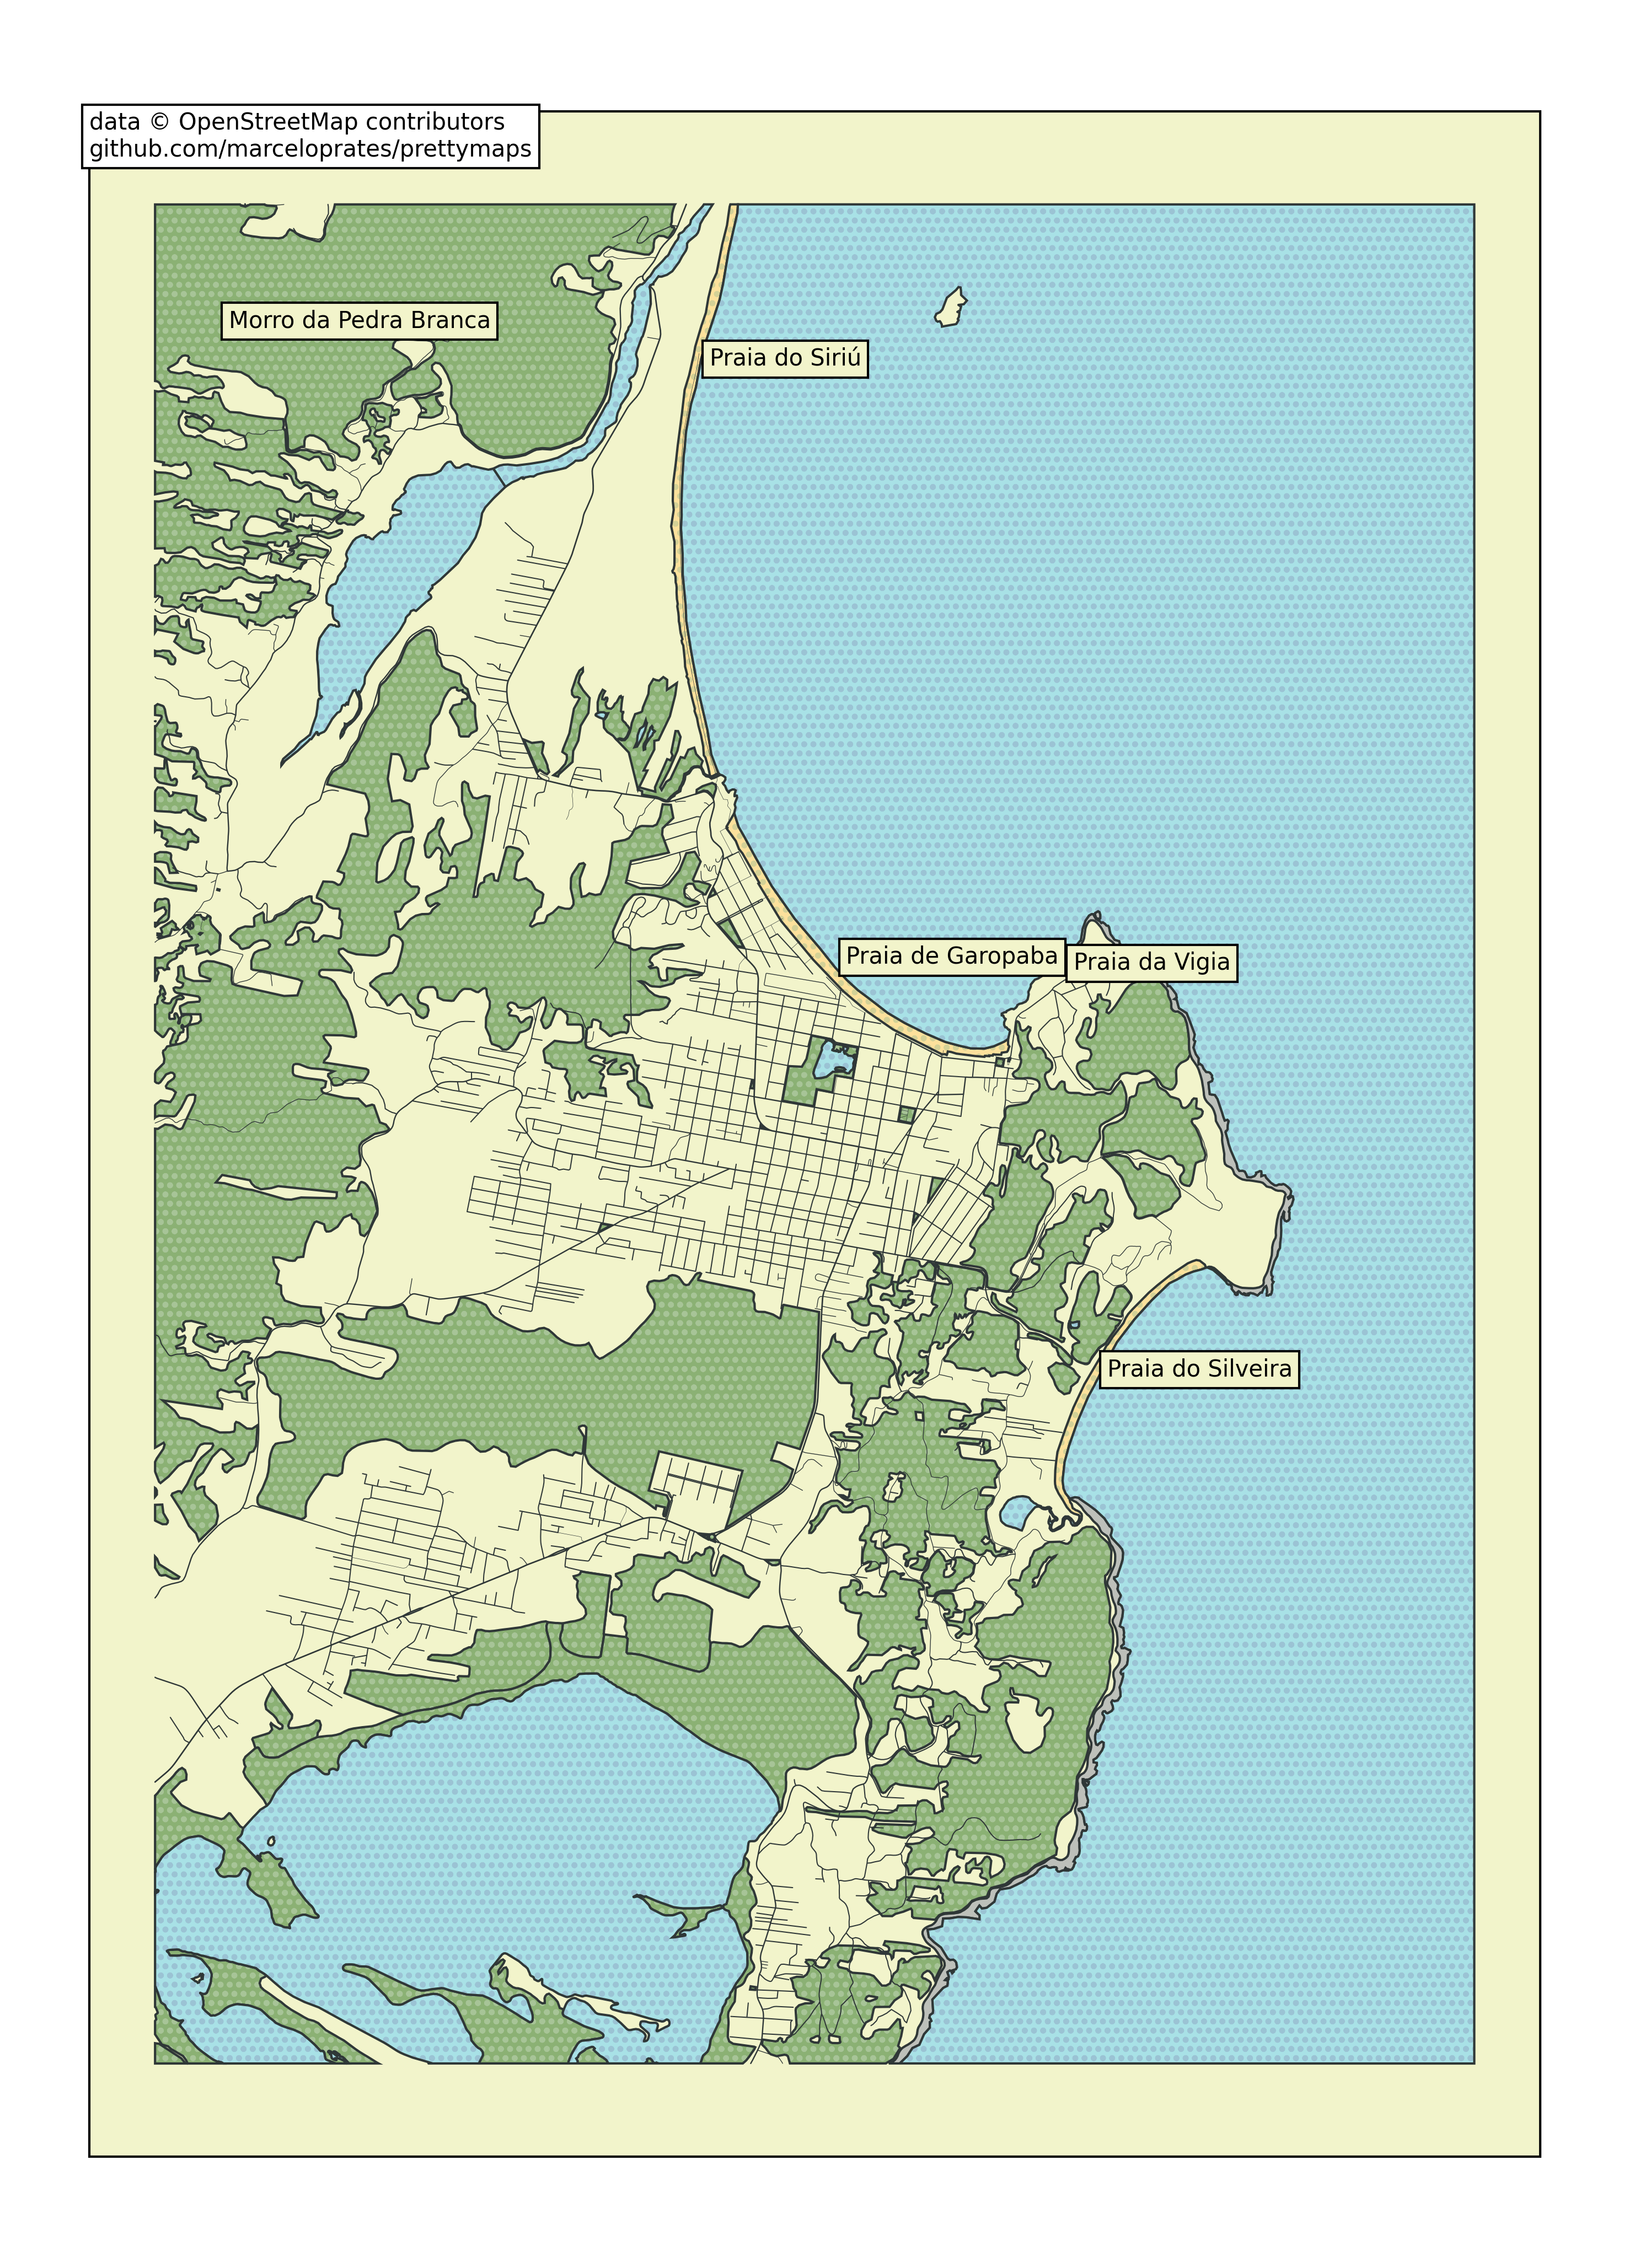 data © OpenStreetMap contributors
github.com/marceloprates/prettymaps
Morro da Pedra Branca
Praia do Siriú
Praia de Garopaba
Praia da Vigia
Praia do Silveira